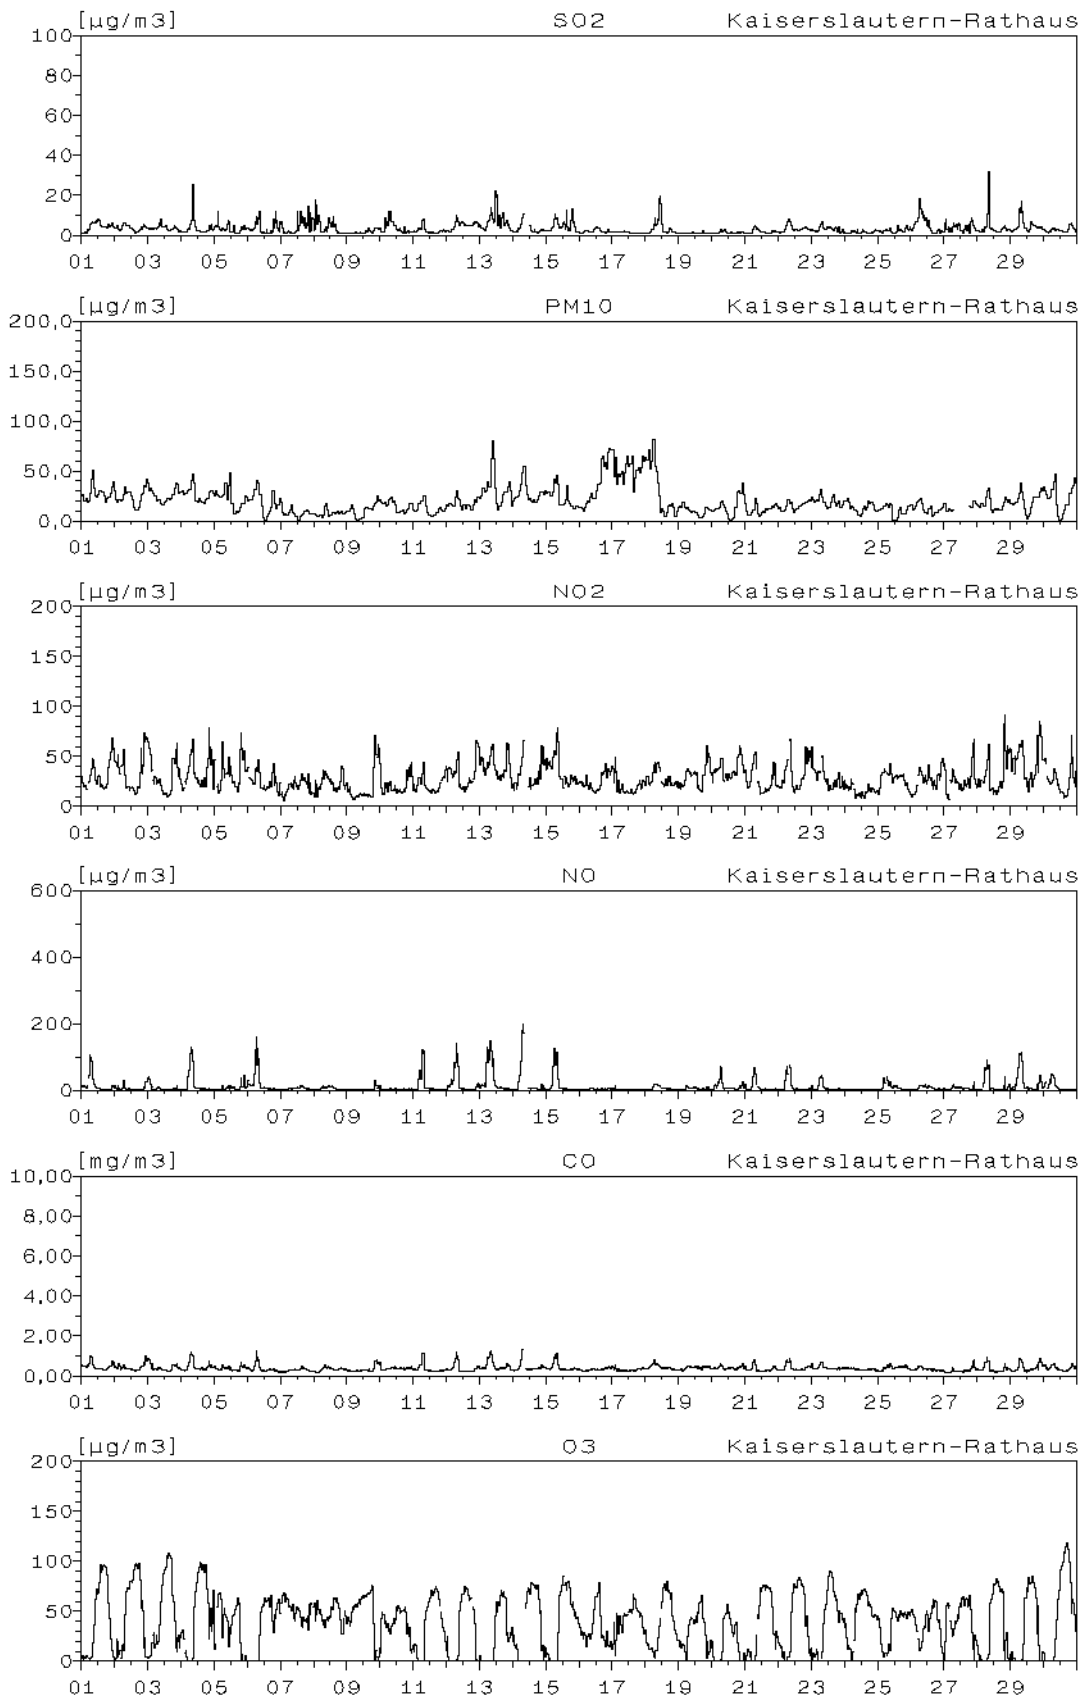 [µg/m3] SO2 Kaiserslautern-Rathaus
100
80
60
40
20
0
01 03 05 07 09 11 13 15 17 19 21 23 25 27 29
[µg/m3] PM10 Kaiserslautern-Rathaus
200,0
150,0
100,0
50,0
0,0
01 03 05 07 09 11 13 15 17 19 21 23 25 27 29
[µg/m3] NO2 Kaiserslautern-Rathaus
200
150
100
50
0
01 03 05 07 09 11 13 15 17 19 21 23 25 27 29
[µg/m3] NO Kaiserslautern-Rathaus
600
400
200
0
01 03 05 07 09 11 13 15 17 19 21 23 25 27 29
[mg/m3] CO Kaiserslautern-Rathaus
10,00
8,00
6,00
4,00
2,00
0,00
01 03 05 07 09 11 13 15 17 19 21 23 25 27 29
[µg/m3] O3 Kaiserslautern-Rathaus
200
150
100
50
0
01 03 05 07 09 11 13 15 17 19 21 23 25 27 29